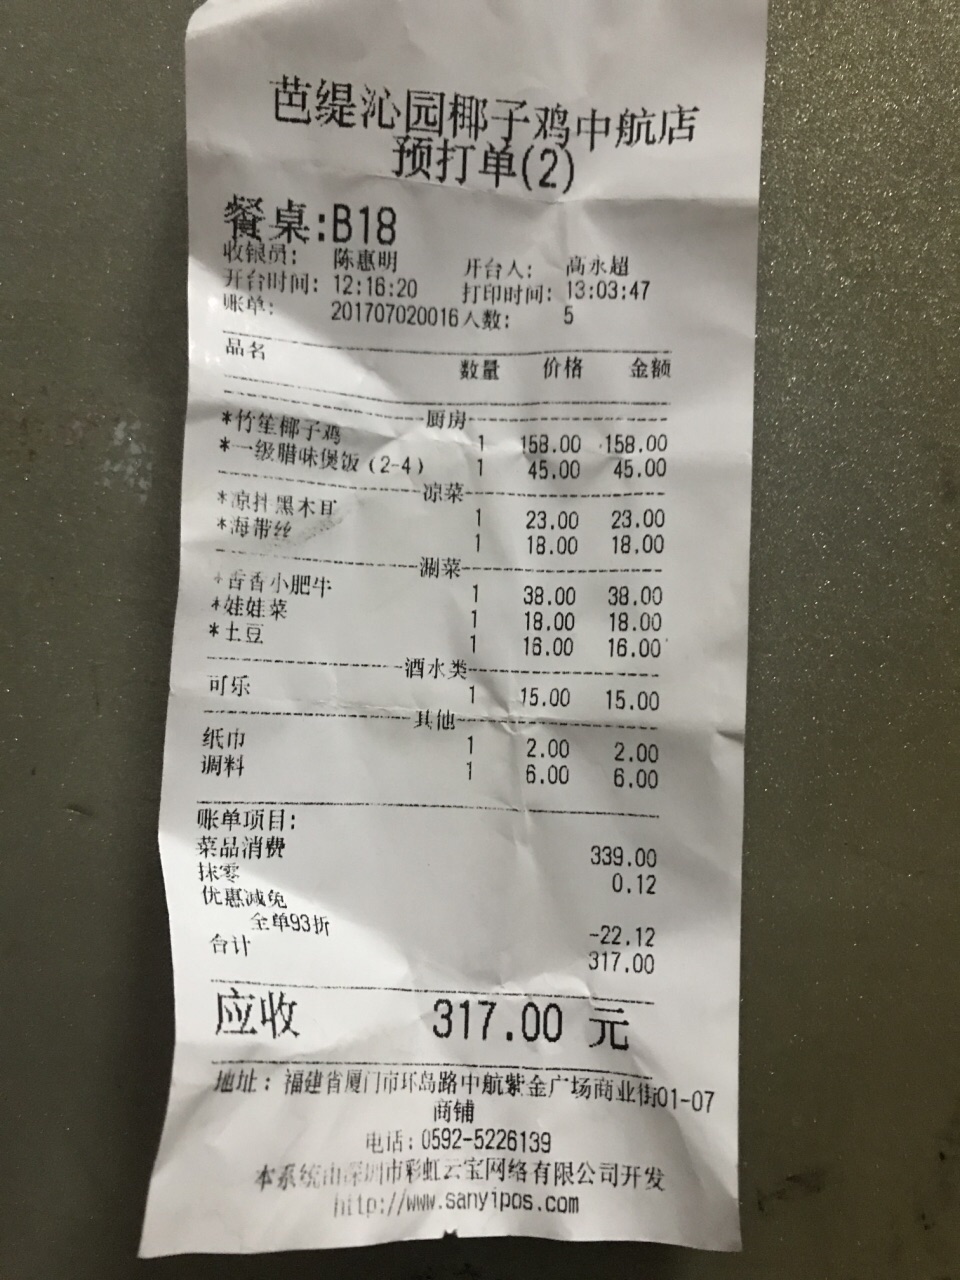 芭缇沁园椰子鸡中航店
预打单(2)
餐桌:B18
收银员: 陈惠明 开台人: 高永超
开台时间: 12:16:20 打印时间: 13:03:47
账单: 201707020016 人数: 5
品名 数量 价格 金额
厨房
*竹笙椰子鸡 1 158.00 158.00
*一级腊味煲饭(2-4) 1 45.00 45.00
凉菜
*凉拌黑木耳 1 23.00 23.00
*海带丝 1 18.00 18.00
涮菜
*香香小肥牛 1 38.00 38.00
*娃娃菜 1 18.00 18.00
*土豆 1 16.00 16.00
酒水类
可乐 1 15.00 15.00
其他
纸巾 1 2.00 2.00
调料 1 6.00 6.00
账单项目:
菜品消费 339.00
抹零 0.12
优惠减免
全单93折 -22.12
合计 317.00
应收 317.00 元
地址: 福建省厦门市环岛路中航紫金广场商业街01-07
商铺
电话:0592-5226139
本系统由深圳市彩虹云宝网络有限公司开发
http://www.sanyipos.com